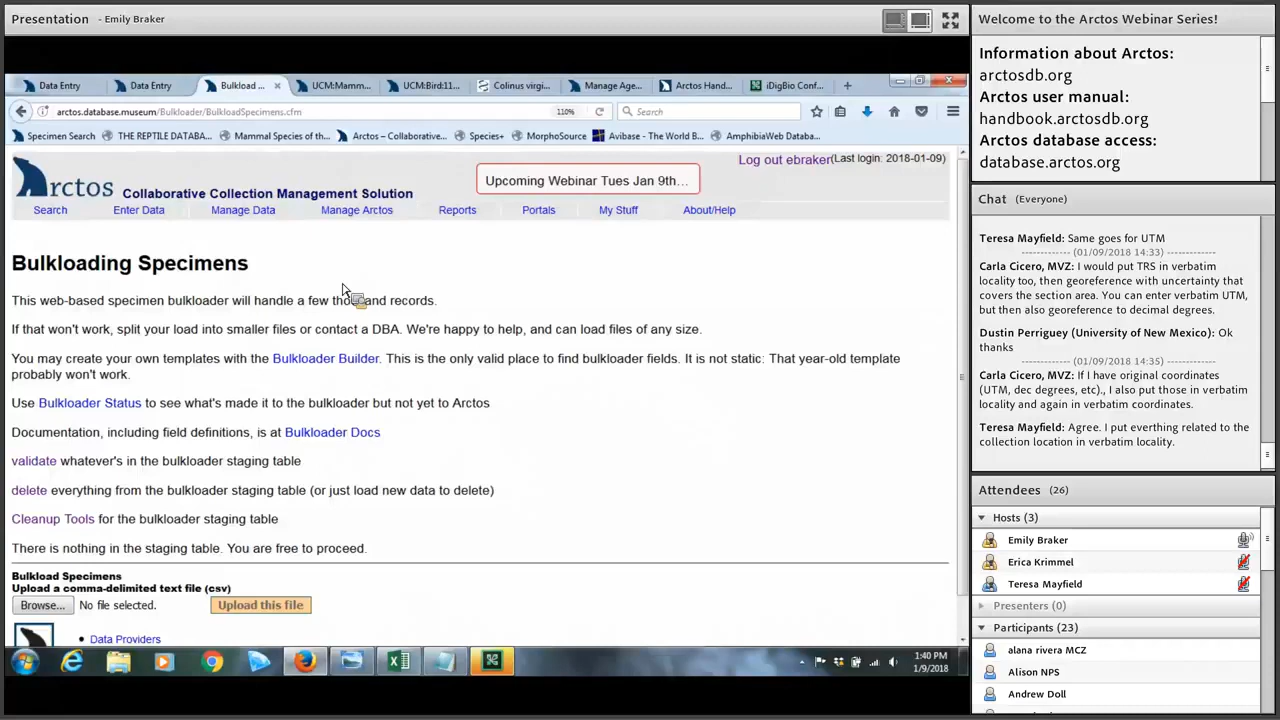 Presentation - Emily Braker
Data Entry
Data Entry
Bulkload ...
UCM:Mamm...
UCM:Bird:11...
Colinus virgi...
Manage Age...
Arctos Hand...
iDigBio Conf...
arctos.database.museum/Bulkloader/BulkloadSpecimens.cfm
110%
Search
Specimen Search
THE REPTILE DATABA...
Mammal Species of th...
Arctos – Collaborative...
Species+
MorphoSource
Avibase - The World B...
AmphibiaWeb Databa...
Arctos Collaborative Collection Management Solution
Upcoming Webinar Tues Jan 9th...
Log out ebraker(Last login: 2018-01-09)
Search Enter Data Manage Data Manage Arctos Reports Portals My Stuff About/Help
Bulkloading Specimens
This web-based specimen bulkloader will handle a few thousand records.
If that won't work, split your load into smaller files or contact a DBA. We're happy to help, and can load files of any size.
You may create your own templates with the Bulkloader Builder. This is the only valid place to find bulkloader fields. It is not static: That year-old template
probably won't work.
Use Bulkloader Status to see what's made it to the bulkloader but not yet to Arctos
Documentation, including field definitions, is at Bulkloader Docs
validate whatever's in the bulkloader staging table
delete everything from the bulkloader staging table (or just load new data to delete)
Cleanup Tools for the bulkloader staging table
There is nothing in the staging table. You are free to proceed.
Bulkload Specimens
Upload a comma-delimited text file (csv)
Browse... No file selected. Upload this file
• Data Providers
1:40 PM
1/9/2018
Welcome to the Arctos Webinar Series!
Information about Arctos:
arctosdb.org
Arctos user manual:
handbook.arctosdb.org
Arctos database access:
database.arctos.org
Chat (Everyone)
Teresa Mayfield: Same goes for UTM
------------- (01/09/2018 14:33) -------------
Carla Cicero, MVZ: I would put TRS in verbatim
locality too, then georeference with uncertainty that
covers the section area. You can enter verbatim UTM,
but then also georeference to decimal degrees.
Dustin Perriguey (University of New Mexico): Ok
thanks
------------- (01/09/2018 14:35) -------------
Carla Cicero, MVZ: If I have original coordinates
(UTM, dec degrees, etc)., I also put those in verbatim
locality and again in verbatim coordinates.
Teresa Mayfield: Agree. I put everthing related to the
collection location in verbatim locality.
Attendees (26)
Hosts (3)
Emily Braker
Erica Krimmel
Teresa Mayfield
Presenters (0)
Participants (23)
alana rivera MCZ
Alison NPS
Andrew Doll